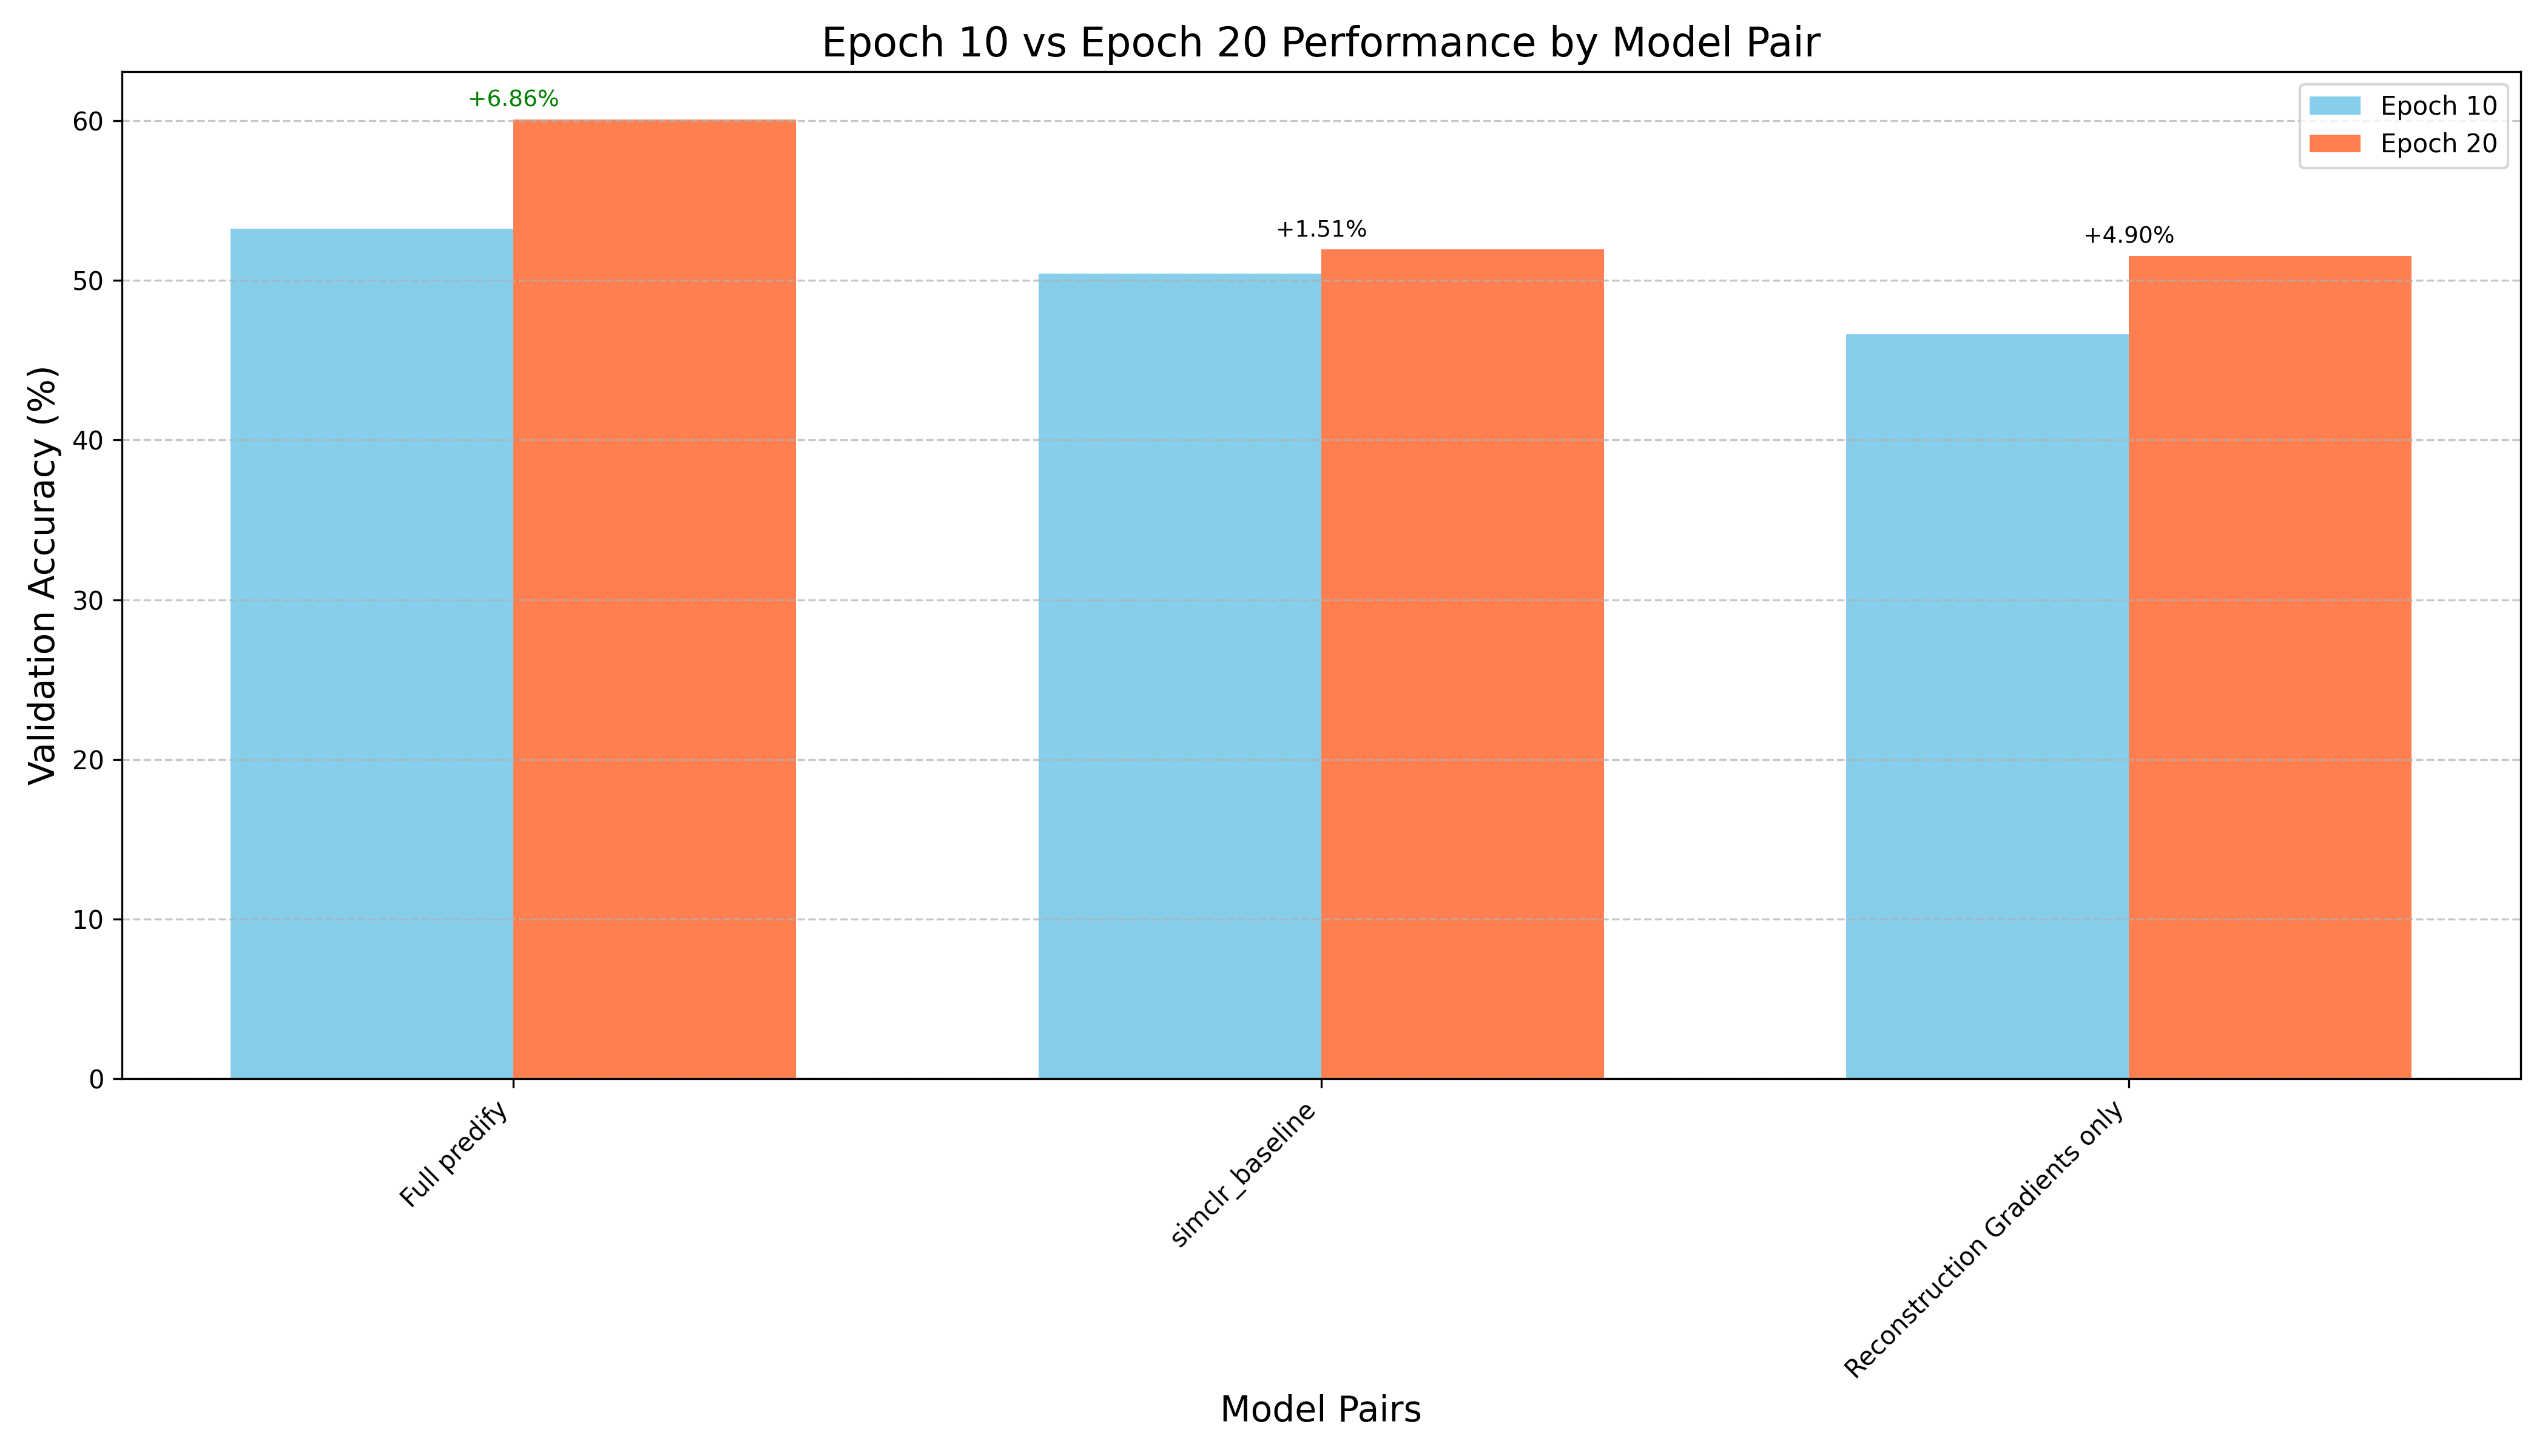 Epoch 10 vs Epoch 20 Performance by Model Pair
Epoch 10
Epoch 20
+6.86%
+1.51%
+4.90%
Validation Accuracy (%)
60
50
40
30
20
10
0
Full predify
simclr_baseline
Reconstruction Gradients only
Model Pairs